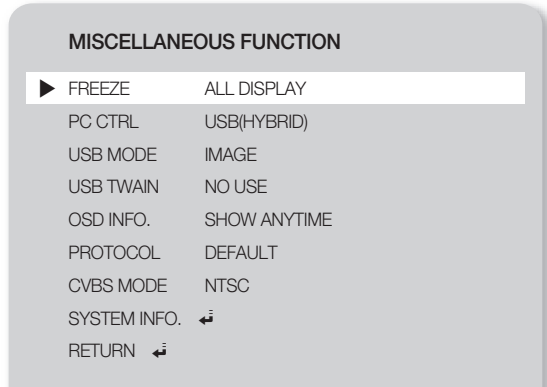 MISCELLANEOUS FUNCTION
FREEZE ALL DISPLAY
PC CTRL USB(HYBRID)
USB MODE IMAGE
USB TWAIN NO USE
OSD INFO. SHOW ANYTIME
PROTOCOL DEFAULT
CVBS MODE NTSC
SYSTEM INFO.
RETURN